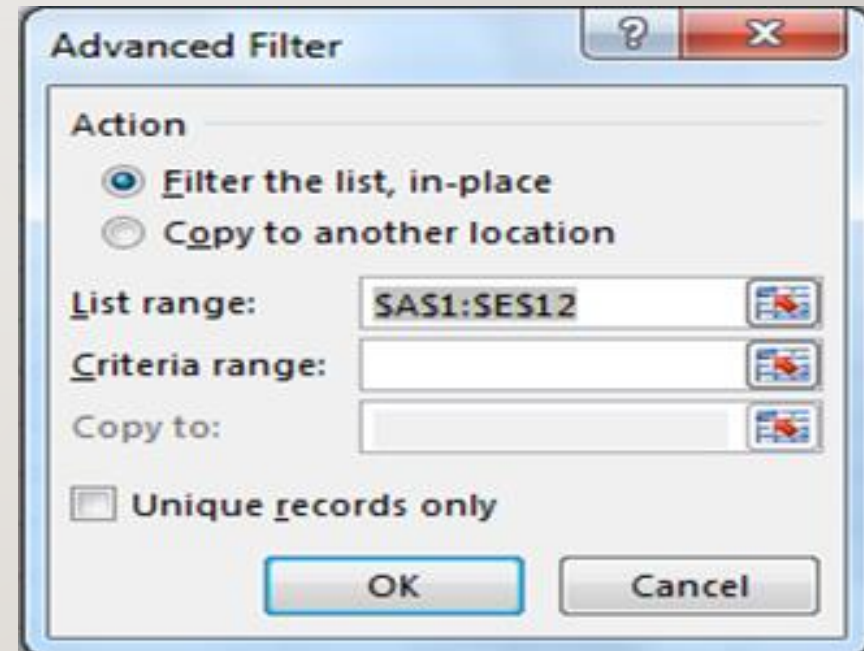 Advanced Filter
Action
Filter the list, in-place
Copy to another location
List range: $A$1:$E$12
Criteria range:
Copy to:
Unique records only
OK Cancel